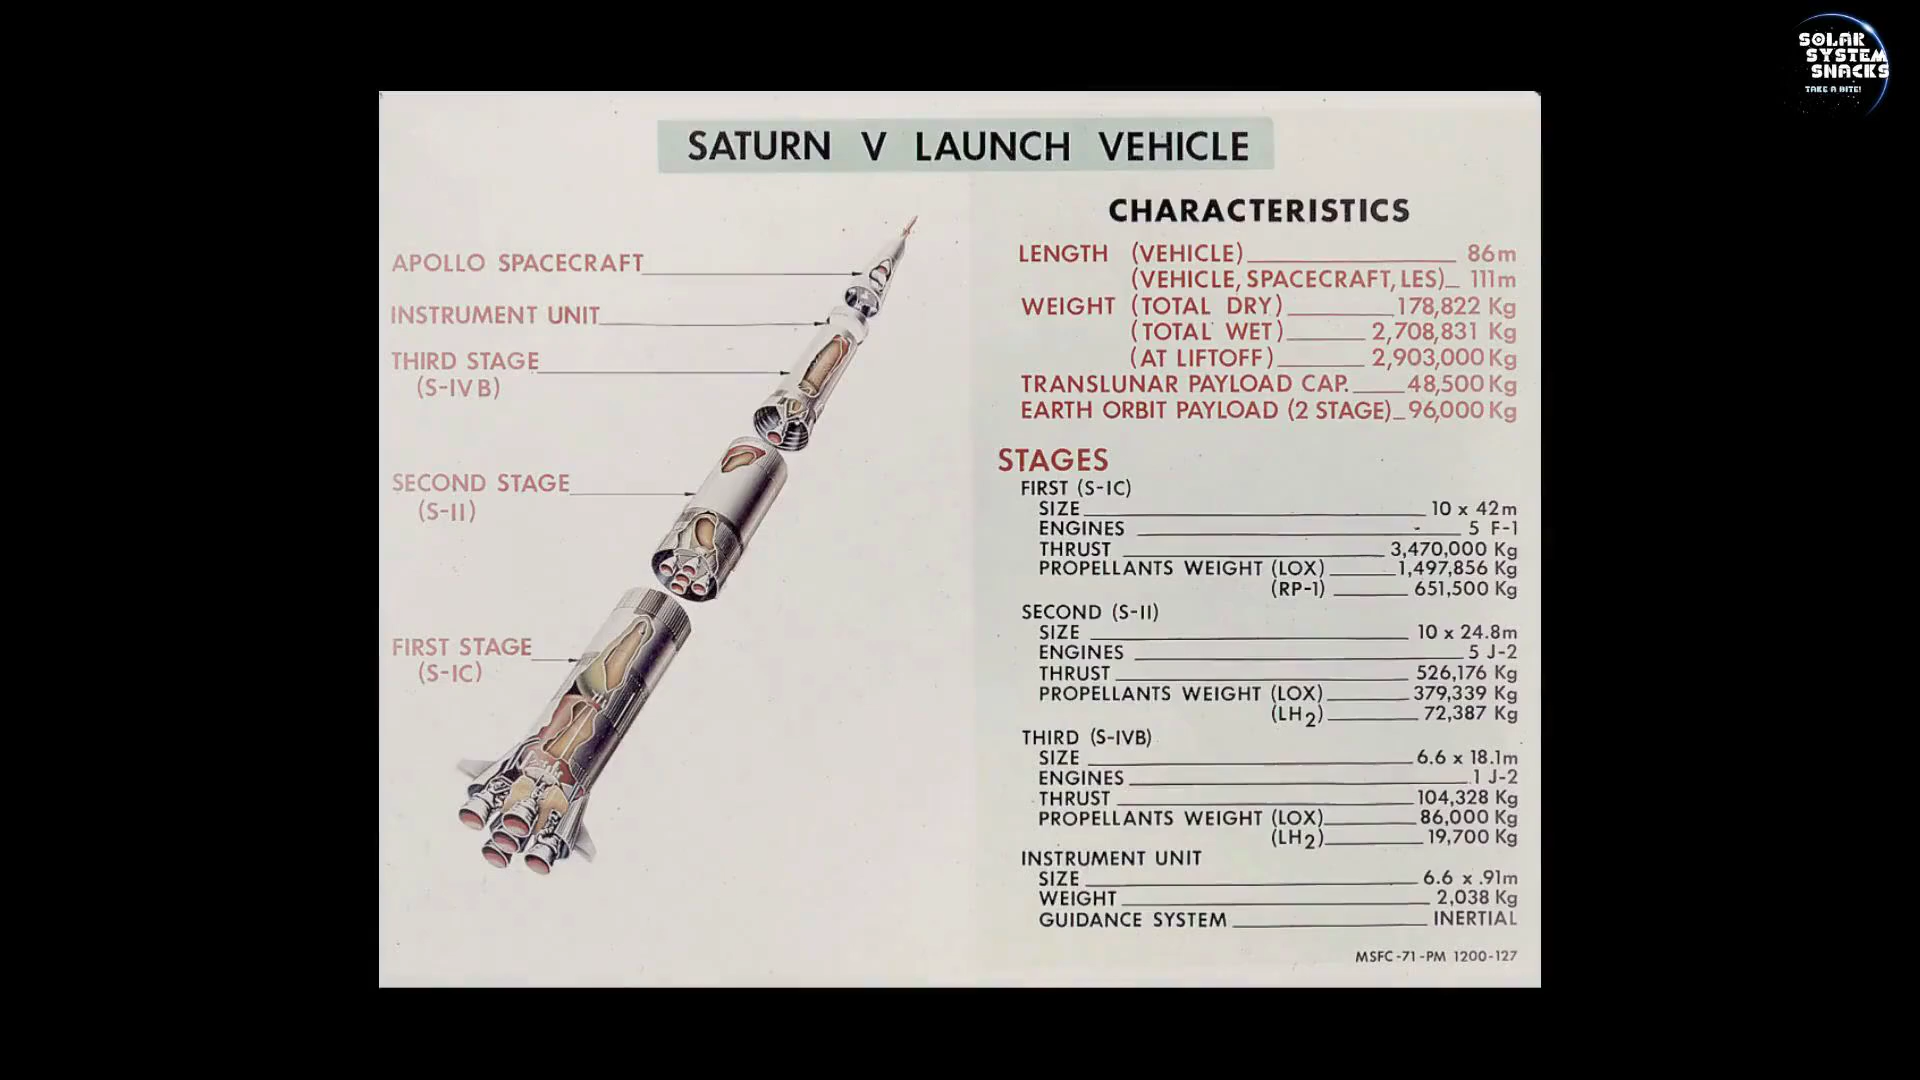 SOLAR
SYSTEM
SNACKS
TAKE A BITE!
SATURN V LAUNCH VEHICLE
APOLLO SPACECRAFT
INSTRUMENT UNIT
THIRD STAGE
(S-IVB)
SECOND STAGE
(S-II)
FIRST STAGE
(S-IC)
CHARACTERISTICS
LENGTH (VEHICLE) 86m
(VEHICLE, SPACECRAFT, LES) 111m
WEIGHT (TOTAL DRY) 178,822 Kg
(TOTAL WET) 2,708,831 Kg
(AT LIFTOFF) 2,903,000 Kg
TRANSLUNAR PAYLOAD CAP. 48,500 Kg
EARTH ORBIT PAYLOAD (2 STAGE) 96,000 Kg
STAGES
FIRST (S-IC)
SIZE 10 x 42m
ENGINES 5 F-1
THRUST 3,470,000 Kg
PROPELLANTS WEIGHT (LOX) 1,497,856 Kg
(RP-1) 651,500 Kg
SECOND (S-II)
SIZE 10 x 24.8m
ENGINES 5 J-2
THRUST 526,176 Kg
PROPELLANTS WEIGHT (LOX) 379,339 Kg
(LH2) 72,387 Kg
THIRD (S-IVB)
SIZE 6.6 x 18.1m
ENGINES 1 J-2
THRUST 104,328 Kg
PROPELLANTS WEIGHT (LOX) 86,000 Kg
(LH2) 19,700 Kg
INSTRUMENT UNIT
SIZE 6.6 x .91m
WEIGHT 2,038 Kg
GUIDANCE SYSTEM INERTIAL
MSFC-71-PM 1200-127